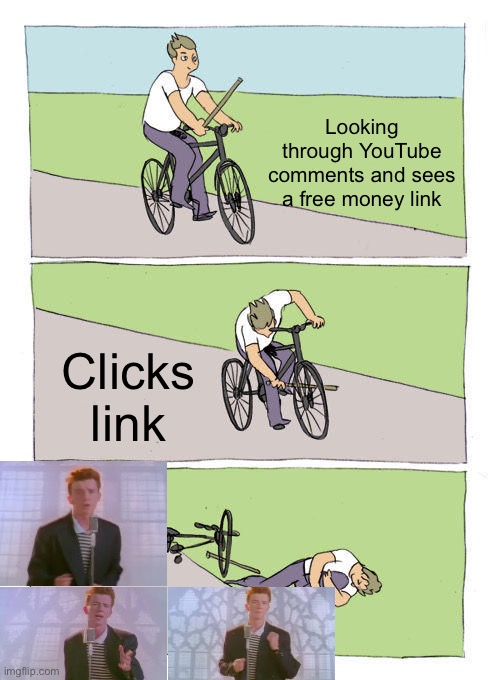 Looking
through YouTube
comments and sees
a free money link
Clicks
link
imgflip.com